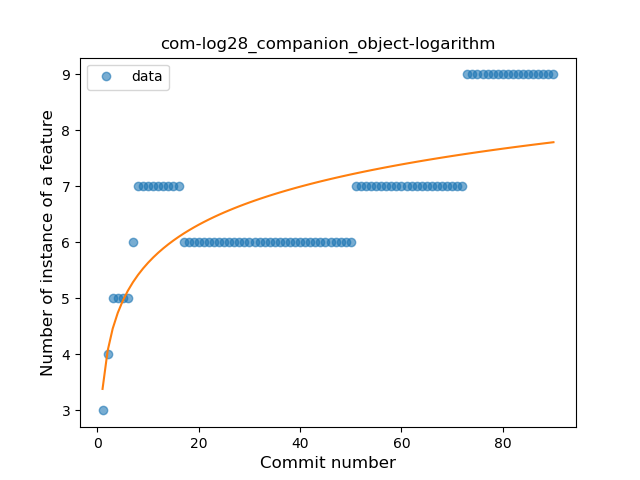 com-log28_companion_object-logarithm
data
Number of instance of a feature
9
8
7
6
5
4
3
0 20 40 60 80
Commit number